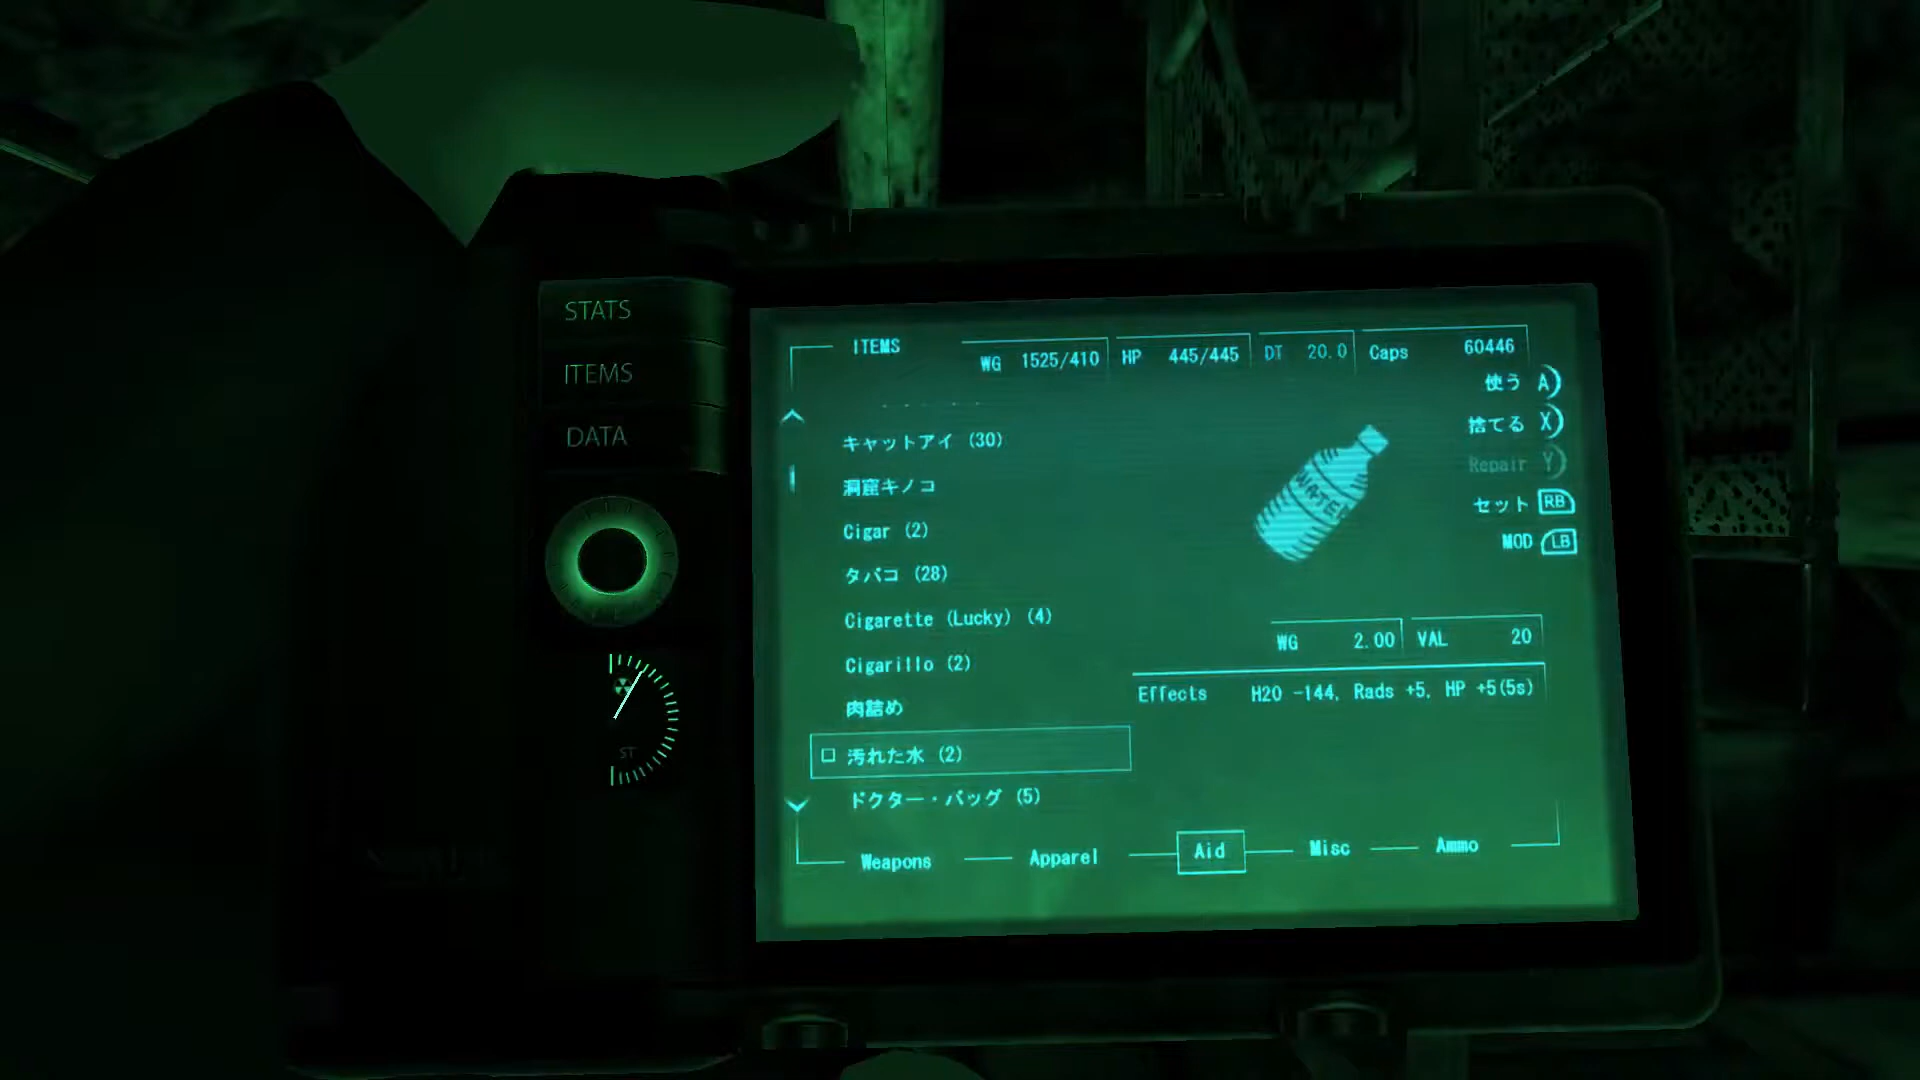 STATS
ITEMS
DATA
ST
ITEMS
WG 1525/410 HP 445/445 DT 20.0 Caps 60446
使う A)
捨てる X)
Repair Y)
セット RB
MOD LB
キャットアイ (30)
洞窟キノコ
Cigar (2)
タバコ (28)
Cigarette (Lucky) (4)
Cigarillo (2)
肉詰め
汚れた水 (2)
ドクター・バッグ (5)
WATER
WG 2.00 VAL 20
Effects H2O -144, Rads +5, HP +5(5s)
Weapons Apparel Aid Misc Ammo